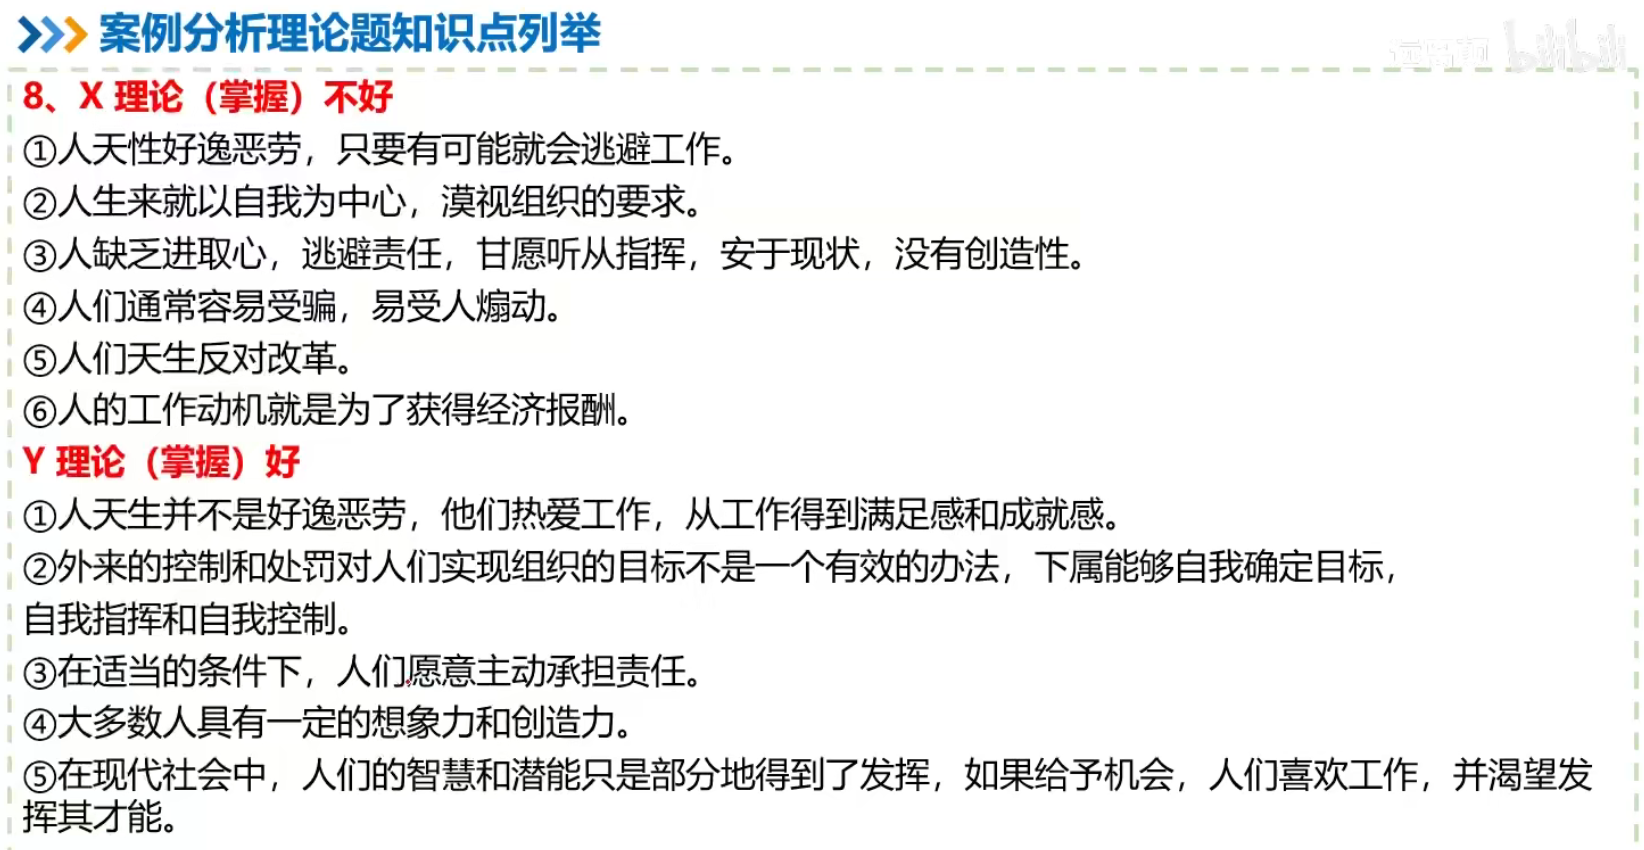 案例分析理论题知识点列举
bilibili
8、X 理论（掌握）不好
①人天性好逸恶劳，只要有可能就会逃避工作。
②人生来就以自我为中心，漠视组织的要求。
③人缺乏进取心，逃避责任，甘愿听从指挥，安于现状，没有创造性。
④人们通常容易受骗，易受人煽动。
⑤人们天生反对改革。
⑥人的工作动机就是为了获得经济报酬。
Y 理论（掌握）好
①人天生并不是好逸恶劳，他们热爱工作，从工作得到满足感和成就感。
②外来的控制和处罚对人们实现组织的目标不是一个有效的办法，下属能够自我确定目标，
自我指挥和自我控制。
③在适当的条件下，人们愿意主动承担责任。
④大多数人具有一定的想象力和创造力。
⑤在现代社会中，人们的智慧和潜能只是部分地得到了发挥，如果给予机会，人们喜欢工作，并渴望发
挥其才能。